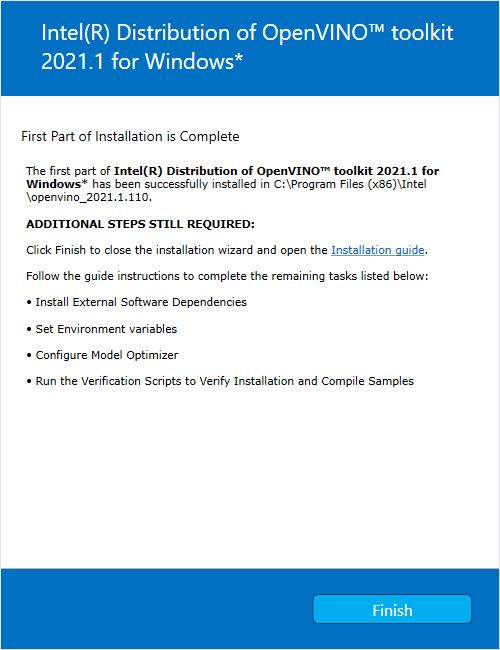 Intel(R) Distribution of OpenVINO™ toolkit
2021.1 for Windows*
First Part of Installation is Complete
The first part of Intel(R) Distribution of OpenVINO™ toolkit 2021.1 for
Windows* has been successfully installed in C:\Program Files (x86)\Intel
\openvino_2021.1.110.
ADDITIONAL STEPS STILL REQUIRED:
Click Finish to close the installation wizard and open the Installation guide.
Follow the guide instructions to complete the remaining tasks listed below:
• Install External Software Dependencies
• Set Environment variables
• Configure Model Optimizer
• Run the Verification Scripts to Verify Installation and Compile Samples
Finish